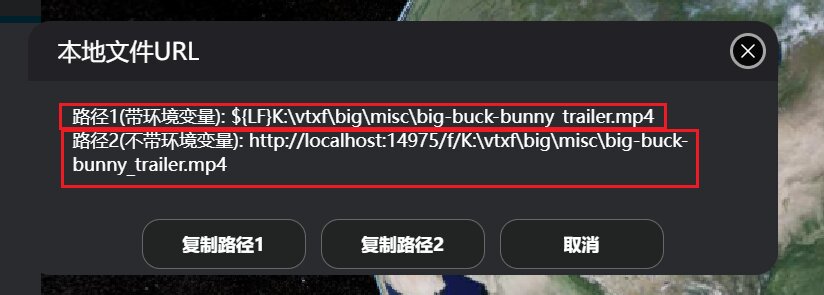 本地文件URL
路径1(带环境变量): ${LF}K:\vtxf\big\misc\big-buck-bunny_trailer.mp4
路径2(不带环境变量): http://localhost:14975/f/K:\vtxf\big\misc\big-buck-
bunny_trailer.mp4
复制路径1 复制路径2 取消